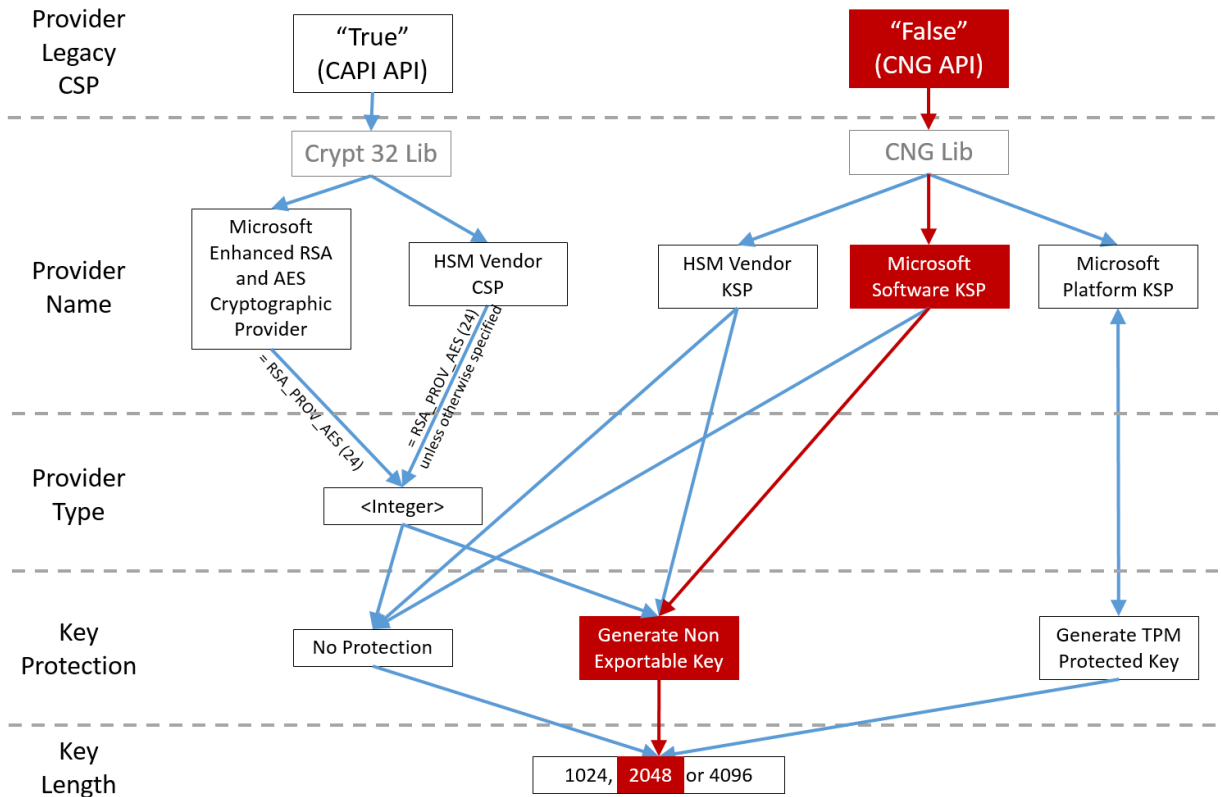 Provider
Legacy
CSP
“True”
(CAPI API)
“False”
(CNG API)
Crypt 32 Lib
CNG Lib
Provider
Name
Microsoft
Enhanced RSA
and AES
Cryptographic
Provider
HSM Vendor
CSP
HSM Vendor
KSP
Microsoft
Software KSP
Microsoft
Platform KSP
= RSA_PROV_AES (24)
= RSA_PROV_AES (24)
unless otherwise specified
Provider
Type
<Integer>
Key
Protection
No Protection
Generate Non
Exportable Key
Generate TPM
Protected Key
Key
Length
1024, 2048 or 4096